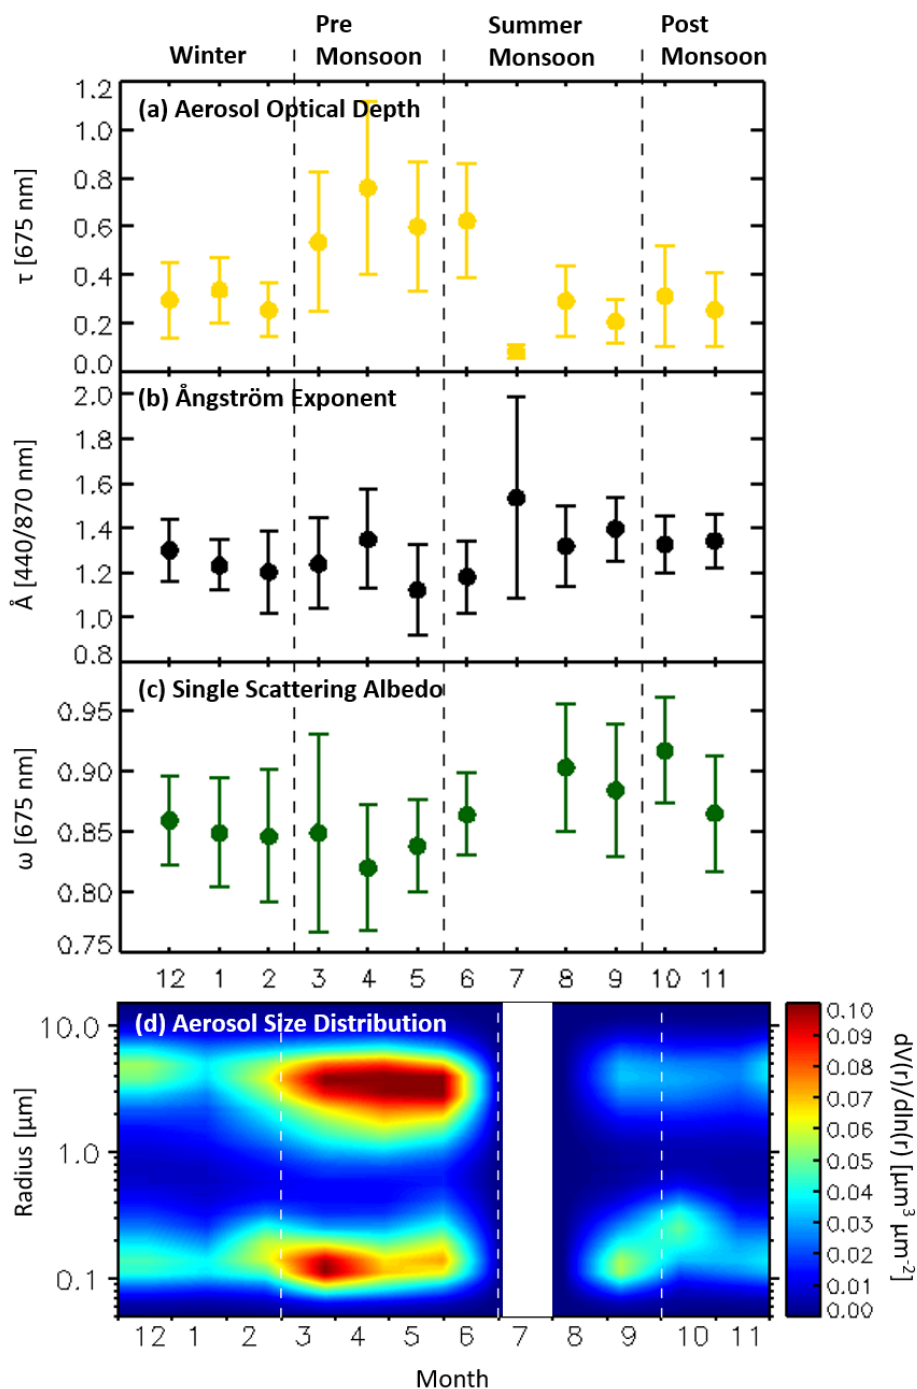 Pre Summer Post
Winter Monsoon Monsoon Monsoon
(a) Aerosol Optical Depth
τ [675 nm]
1.2
1.0
0.8
0.6
0.4
0.2
0.0
(b) Ångström Exponent
Å [440/870 nm]
2.0
1.8
1.6
1.4
1.2
1.0
0.8
(c) Single Scattering Albedo
ω [675 nm]
0.95
0.90
0.85
0.80
0.75
12 1 2 3 4 5 6 7 8 9 10 11
(d) Aerosol Size Distribution
Radius [µm]
10.0
1.0
0.1
12 1 2 3 4 5 6 7 8 9 10 11
Month
0.10
0.09
0.08
0.07
0.06
0.05
0.04
0.03
0.02
0.01
0.00
dV(r)/dln(r) [µm³ µm⁻²]